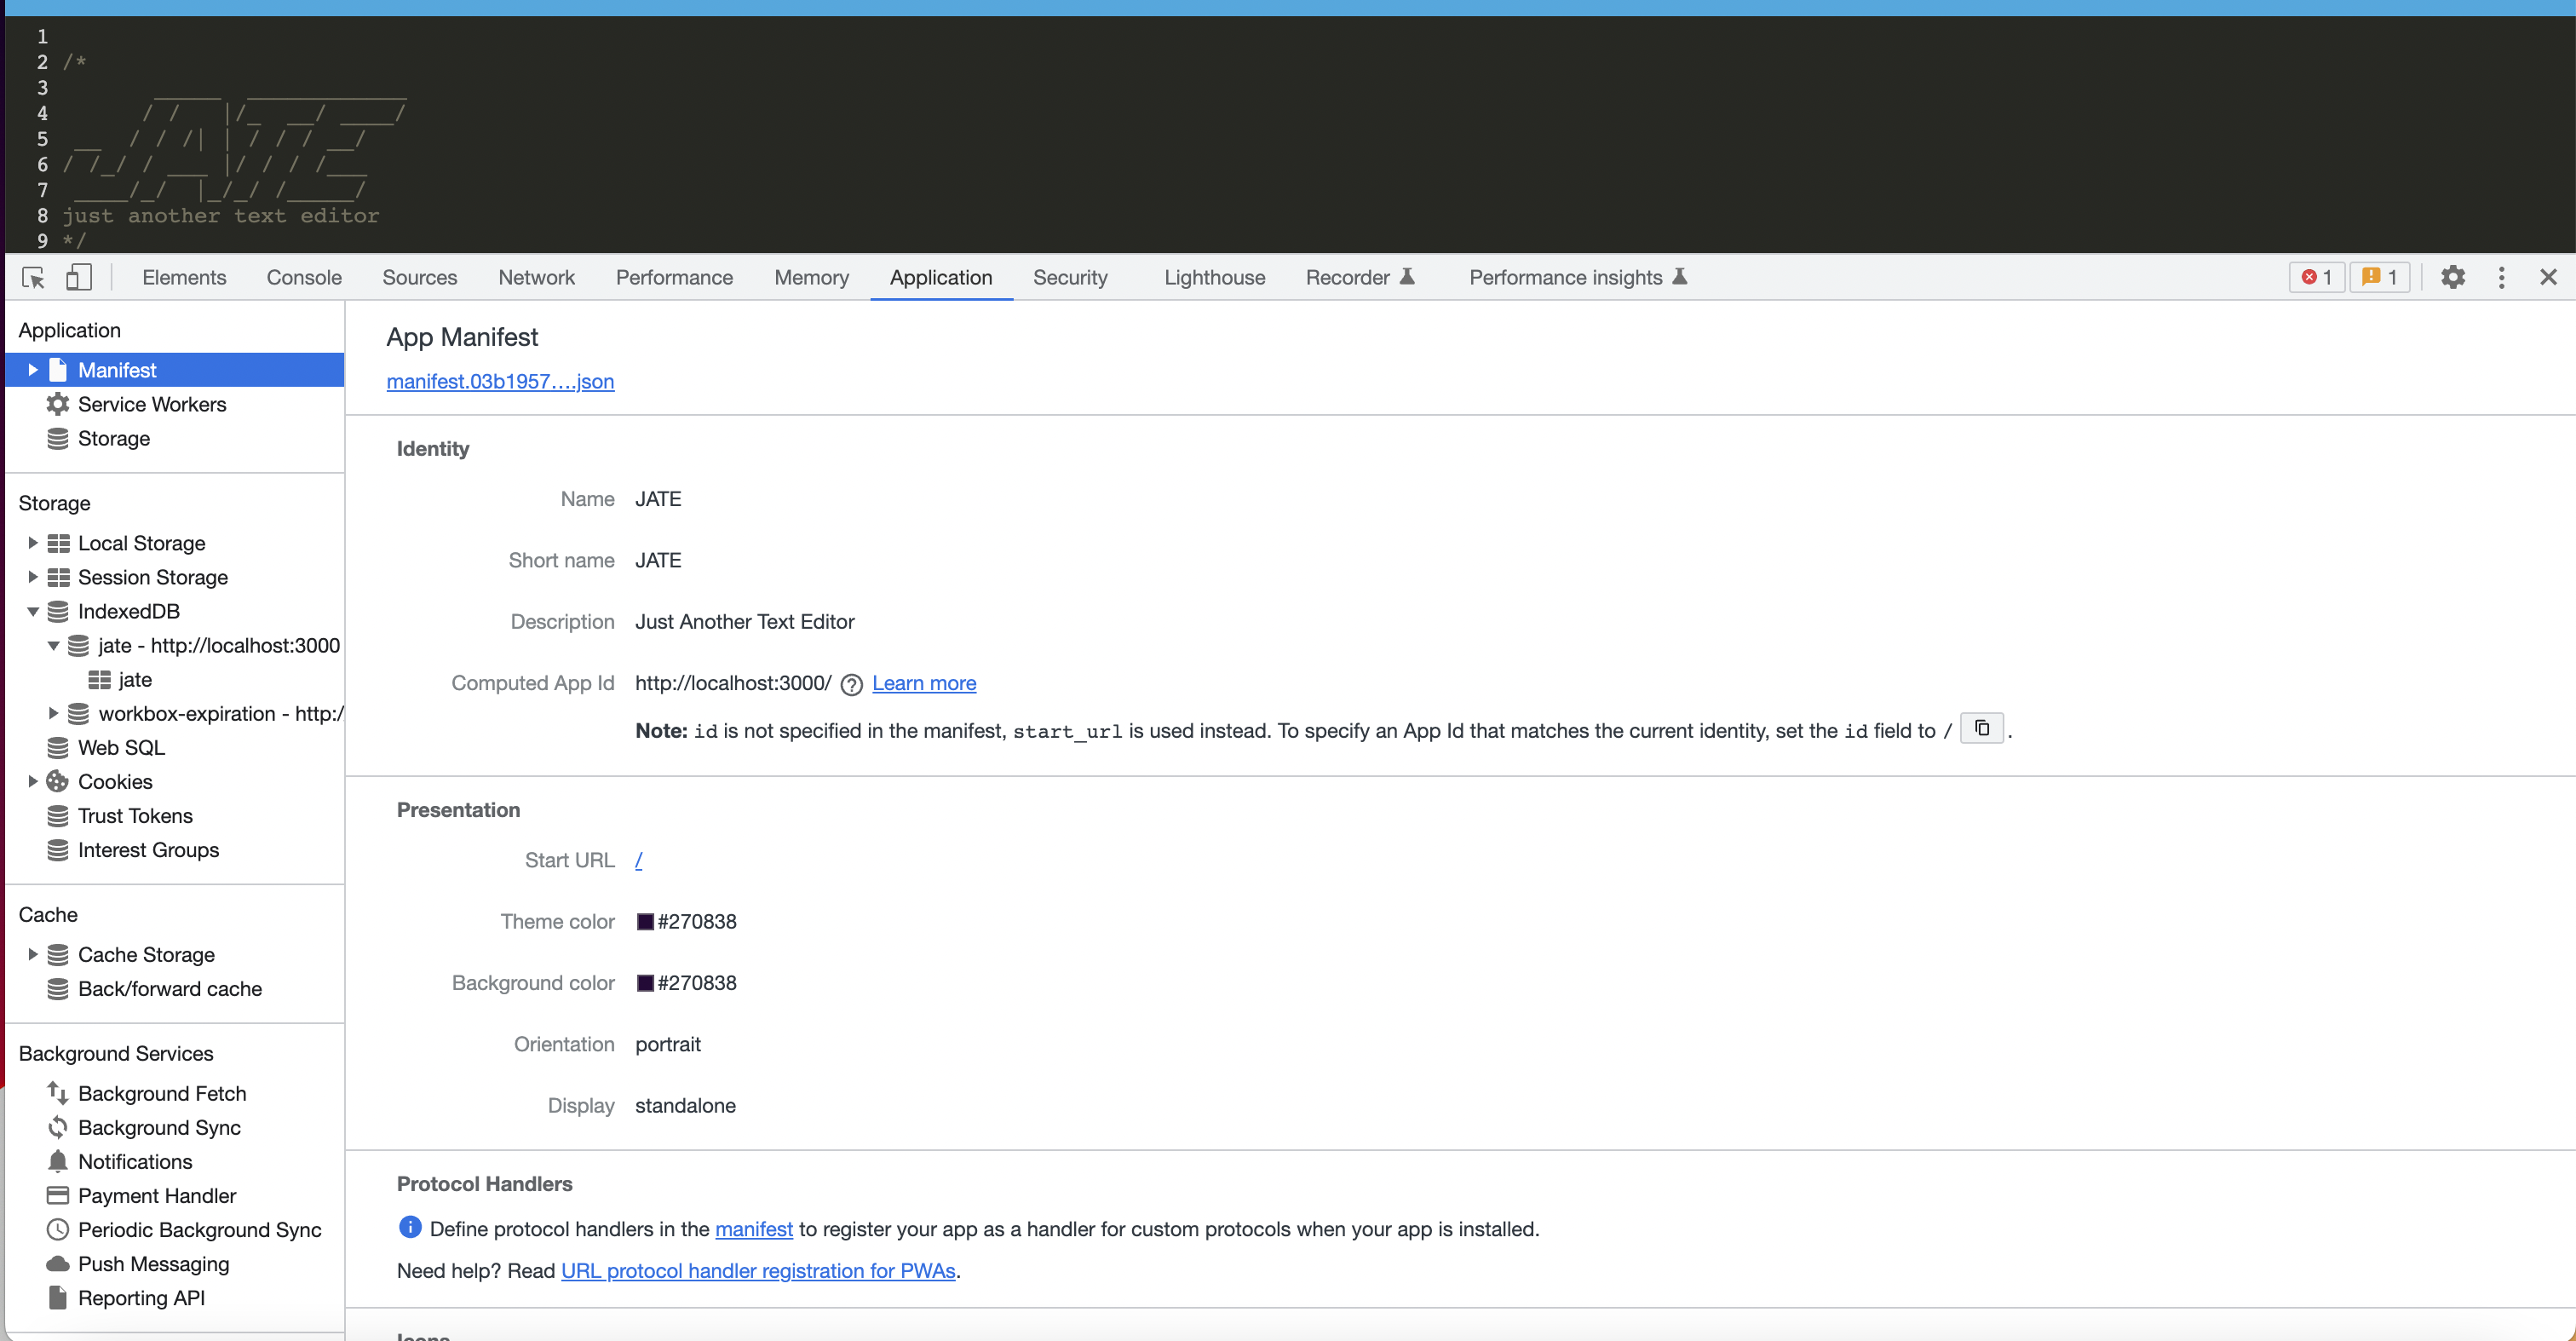 1
2 /*
3
4
5
6
7
8 just another text editor
9 */
Elements Console Sources Network Performance Memory Application Security Lighthouse Recorder Performance insights 1 1
Application
Manifest
Service Workers
Storage
Storage
Local Storage
Session Storage
IndexedDB
jate - http://localhost:3000
jate
workbox-expiration - http:/
Web SQL
Cookies
Trust Tokens
Interest Groups
Cache
Cache Storage
Back/forward cache
Background Services
Background Fetch
Background Sync
Notifications
Payment Handler
Periodic Background Sync
Push Messaging
Reporting API
App Manifest
manifest.03b1957....json
Identity
Name JATE
Short name JATE
Description Just Another Text Editor
Computed App Id http://localhost:3000/ Learn more
Note: id is not specified in the manifest, start_url is used instead. To specify an App Id that matches the current identity, set the id field to / .
Presentation
Start URL /
Theme color #270838
Background color #270838
Orientation portrait
Display standalone
Protocol Handlers
Define protocol handlers in the manifest to register your app as a handler for custom protocols when your app is installed.
Need help? Read URL protocol handler registration for PWAs.
Icons